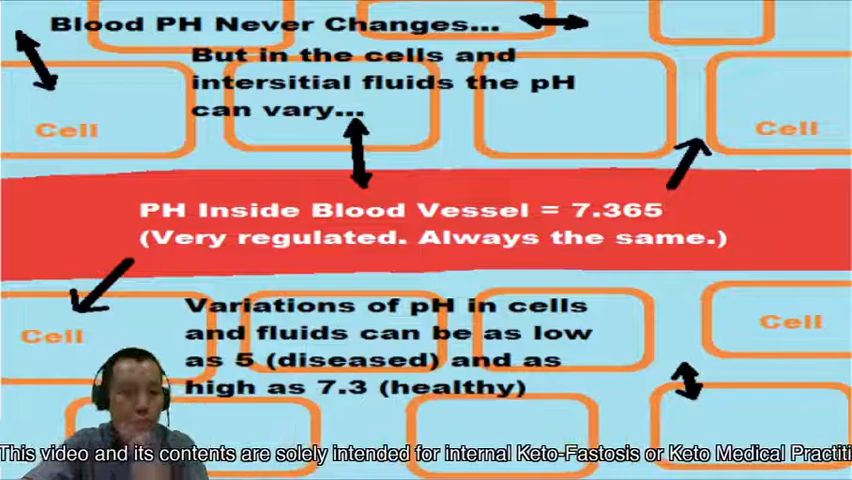 Blood PH Never Changes...
But in the cells and
intersitial fluids the pH
can vary...
Cell
Cell
PH Inside Blood Vessel = 7.365
(Very regulated. Always the same.)
Variations of pH in cells
and fluids can be as low
as 5 (diseased) and as
high as 7.3 (healthy)
Cell
Cell
This video and its contents are solely intended for internal Keto-Fastosis or Keto Medical Practiti